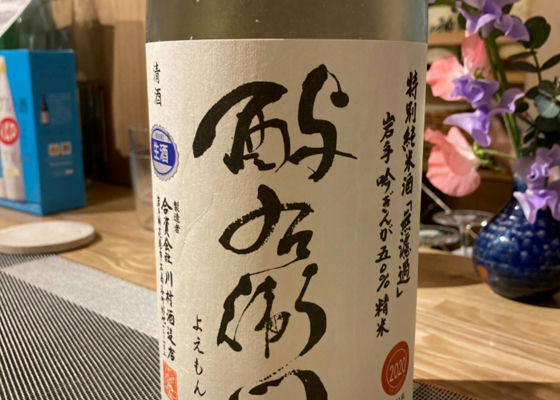 特別純米酒「無濾過」
岩手 吟ぎんが五〇％精米
酔右衛門
よえもん
清酒
生酒
製造者
合資会社川村酒造店
2020